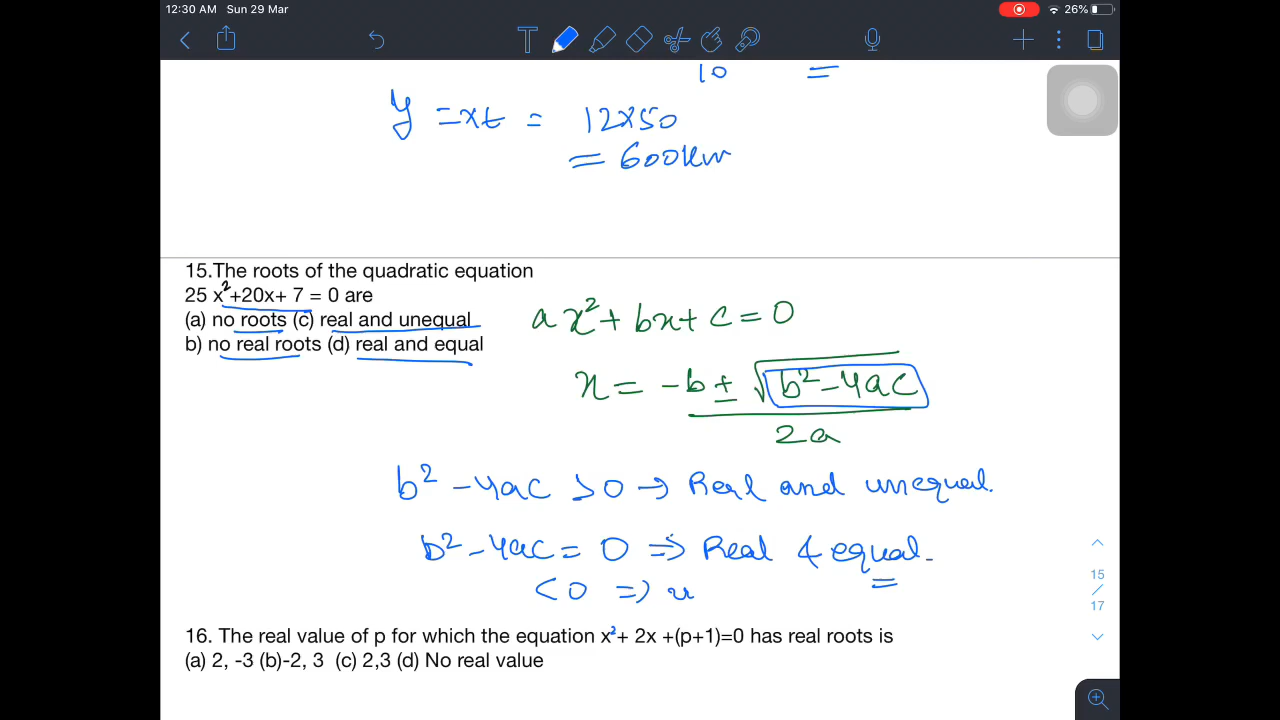 12:30 AM Sun 29 Mar
26%
T
10 =
y = xt = 12x50
= 600km
15.The roots of the quadratic equation
25 x²+20x+ 7 = 0 are
(a) no roots (c) real and unequal
b) no real roots (d) real and equal
ax² + bx + c = 0
x = -b ± √b² - 4ac
2a
b² - 4ac > 0 → Real and unequal.
b² - 4ac = 0 ⇒ Real & equal.
< 0 ⇒
15
/
17
16. The real value of p for which the equation x²+ 2x +(p+1)=0 has real roots is
(a) 2, -3 (b)-2, 3 (c) 2,3 (d) No real value